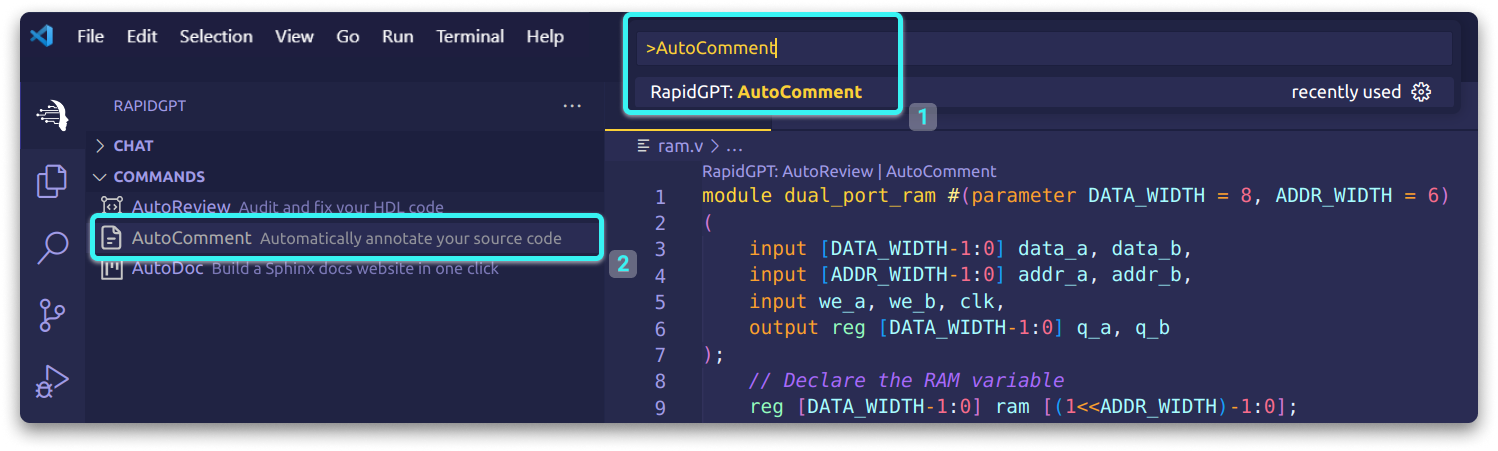 File Edit Selection View Go Run Terminal Help
>AutoComment
RapidGPT: AutoComment recently used
1
RAPIDGPT ...
CHAT
COMMANDS
AutoReview Audit and fix your HDL code
AutoComment Automatically annotate your source code
2
AutoDoc Build a Sphinx docs website in one click
ram.v > ...
RapidGPT: AutoReview | AutoComment
1 module dual_port_ram #(parameter DATA_WIDTH = 8, ADDR_WIDTH = 6)
2 (
3 input [DATA_WIDTH-1:0] data_a, data_b,
4 input [ADDR_WIDTH-1:0] addr_a, addr_b,
5 input we_a, we_b, clk,
6 output reg [DATA_WIDTH-1:0] q_a, q_b
7 );
8 // Declare the RAM variable
9 reg [DATA_WIDTH-1:0] ram [(1<<ADDR_WIDTH)-1:0];